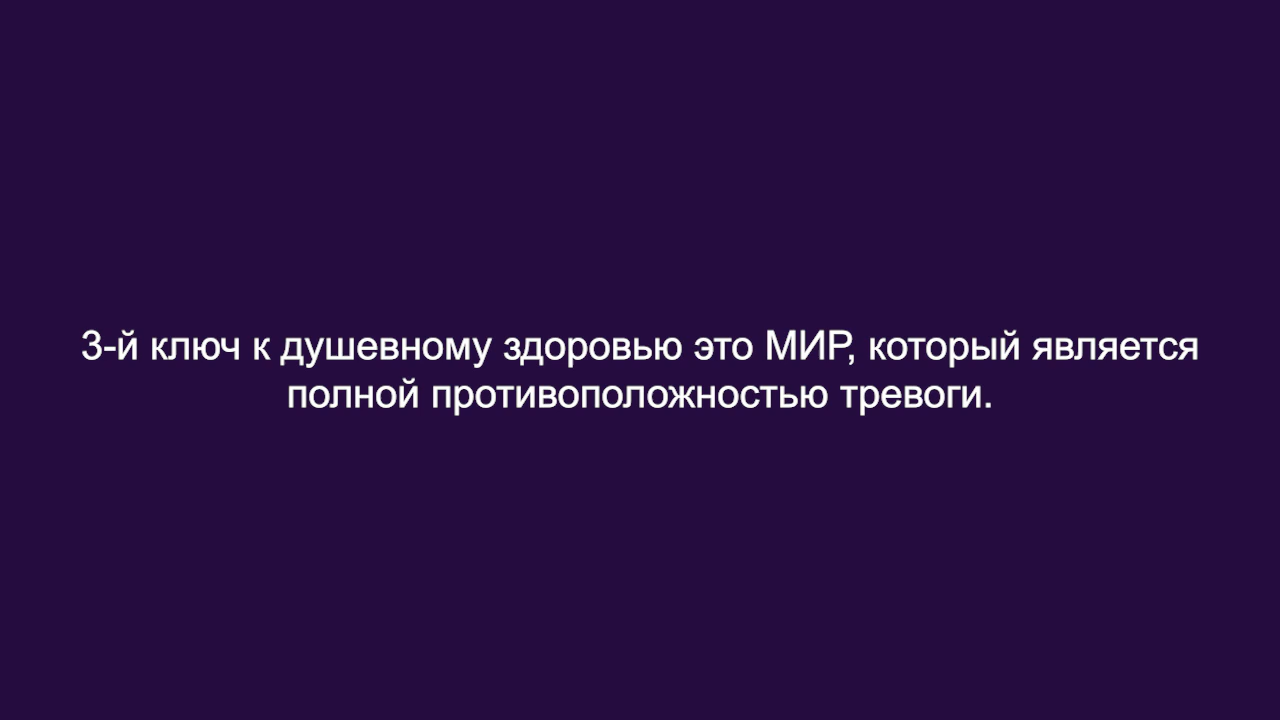 3-й ключ к душевному здоровью это МИР, который является
полной противоположностью тревоги.